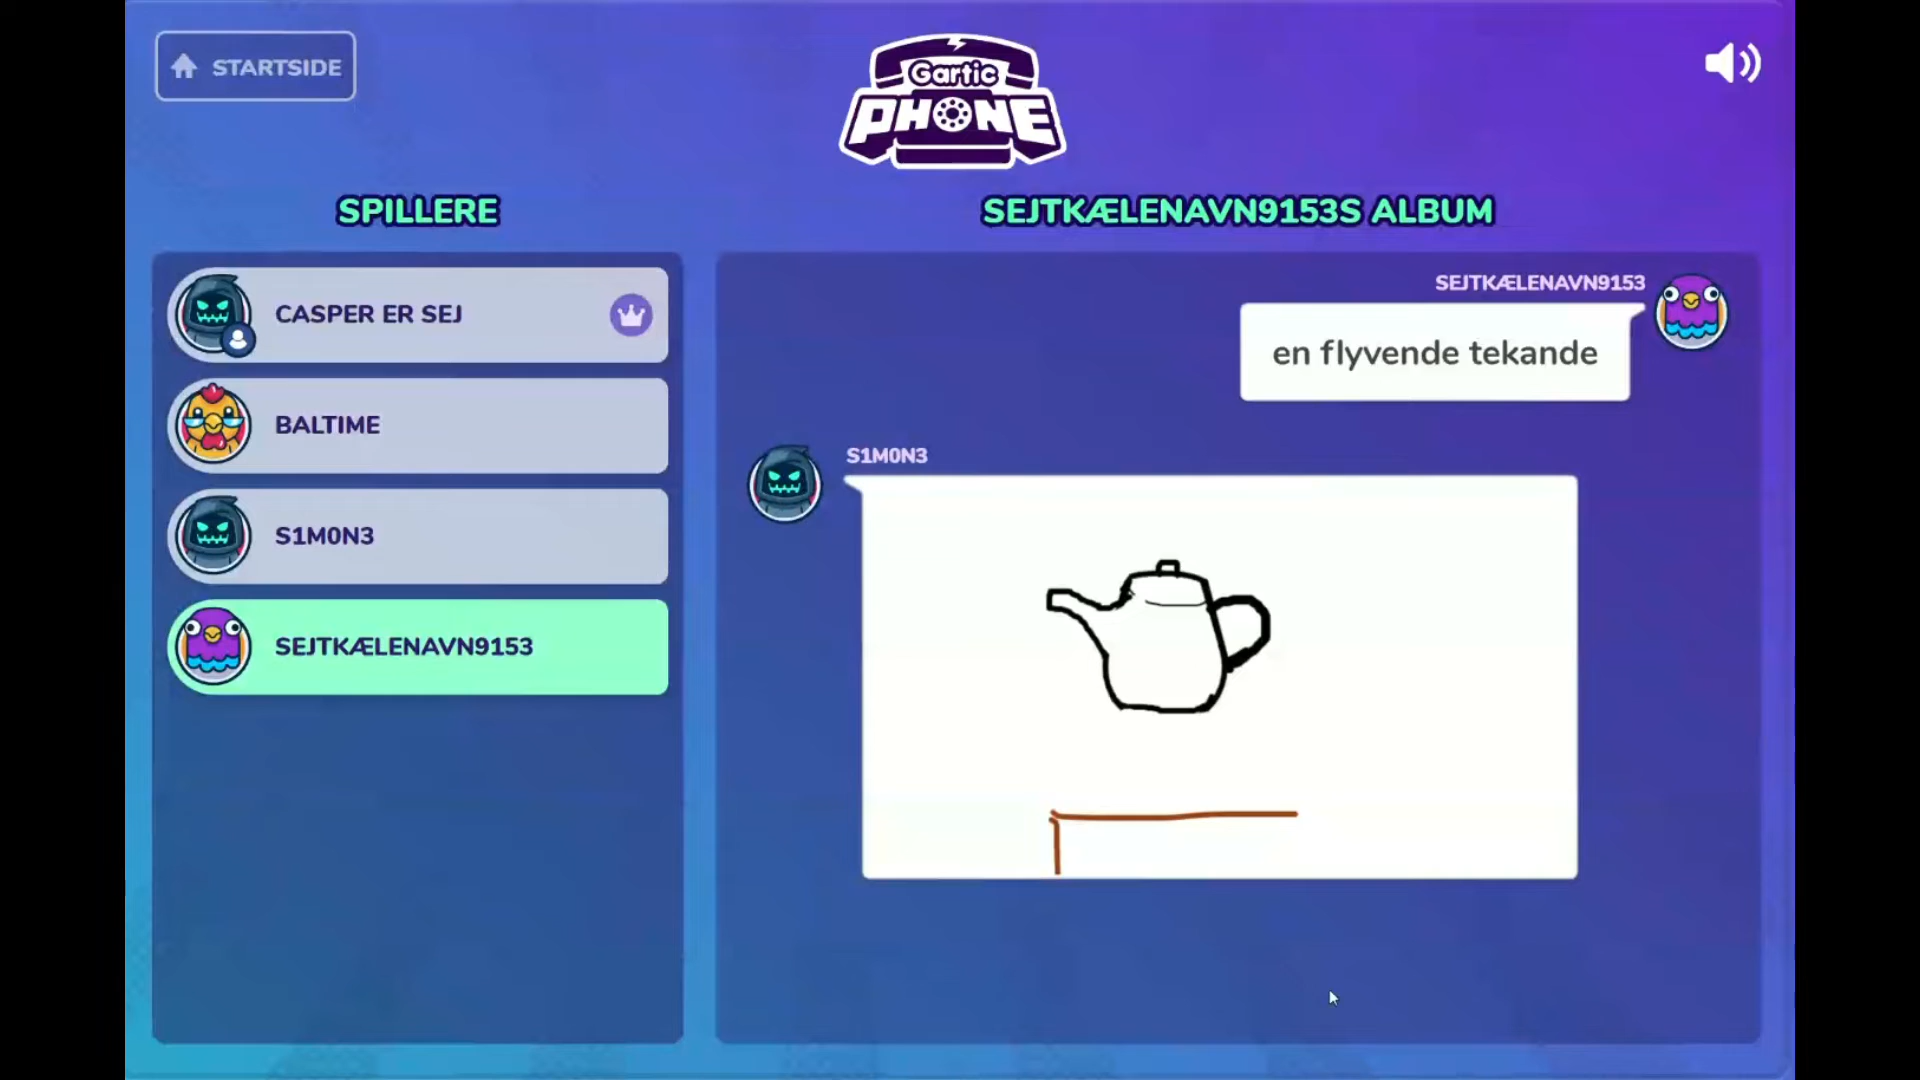 STARTSIDE
Gartic
PHONE
SPILLERE
CASPER ER SEJ
BALTIME
S1M0N3
SEJTKÆLENAVN9153
SEJTKÆLENAVN9153S ALBUM
SEJTKÆLENAVN9153
en flyvende tekande
S1M0N3